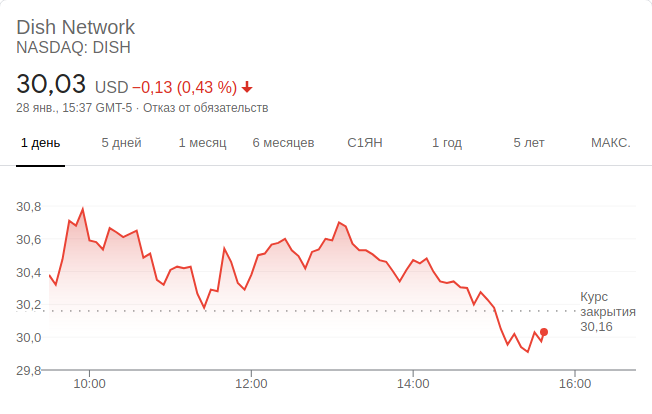 Dish Network
NASDAQ: DISH
30,03 USD −0,13 (0,43 %)
28 янв., 15:37 GMT-5 · Отказ от обязательств
1 день 5 дней 1 месяц 6 месяцев С1ЯН 1 год 5 лет МАКС.
30,8
30,6
30,4
30,2
30,0
29,8
Курс
закрытия
30,16
10:00 12:00 14:00 16:00